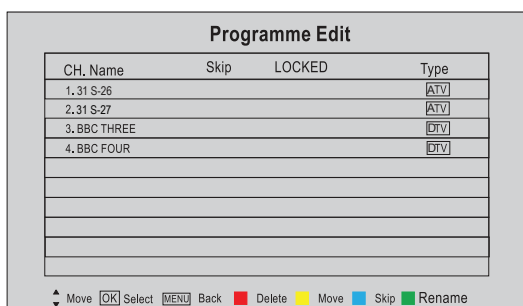 Programme Edit
CH. Name Skip LOCKED Type
1. 31 S-26 ATV
2. 31 S-27 ATV
3. BBC THREE DTV
4. BBC FOUR DTV
Move OK Select MENU Back Delete Move Skip Rename